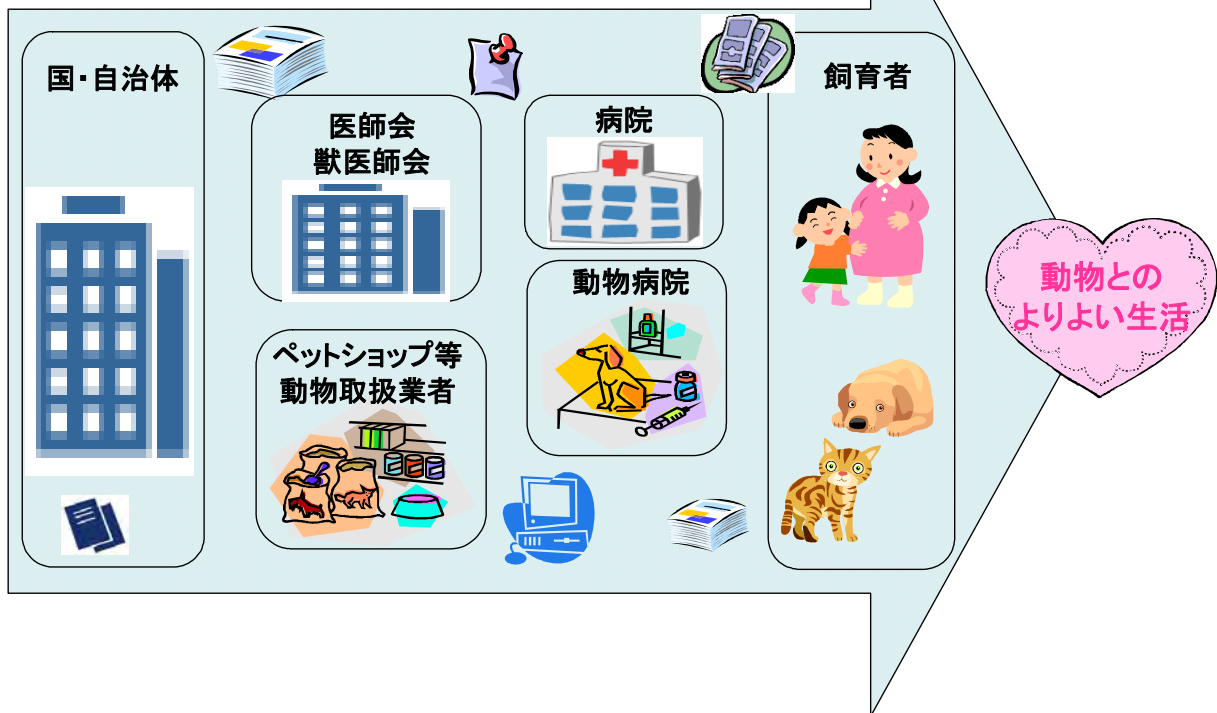 国・自治体
医師会
獣医師会
病院
飼育者
動物病院
ペットショップ等
動物取扱業者
動物との
よりよい生活